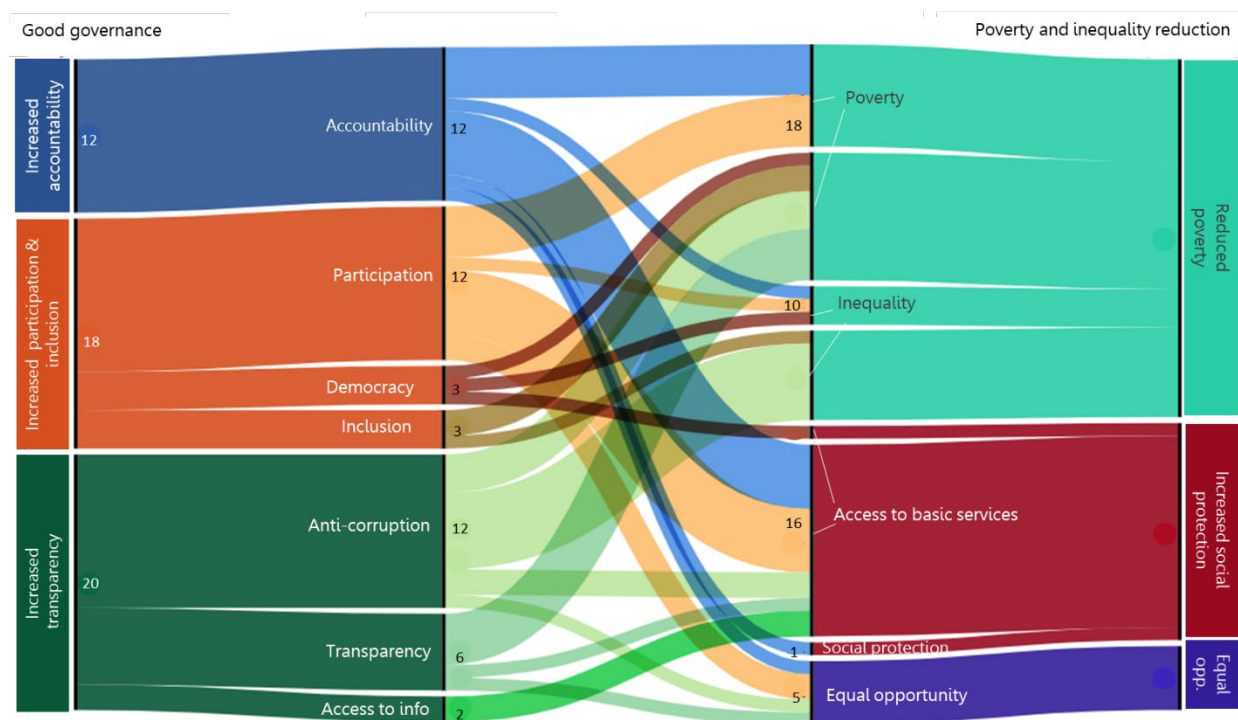 Good governance
Poverty and inequality reduction
Increased
accountability
12
Accountability
12
Increased participation &
inclusion
18
Participation
12
Democracy
3
Inclusion
3
Increased
transparency
20
Anti-corruption
12
Transparency
6
Access to info
2
Poverty
18
Inequality
10
Access to basic services
16
Social protection
1
Equal opportunity
5
Reduced
poverty
Increased social
protection
Equal
opp.